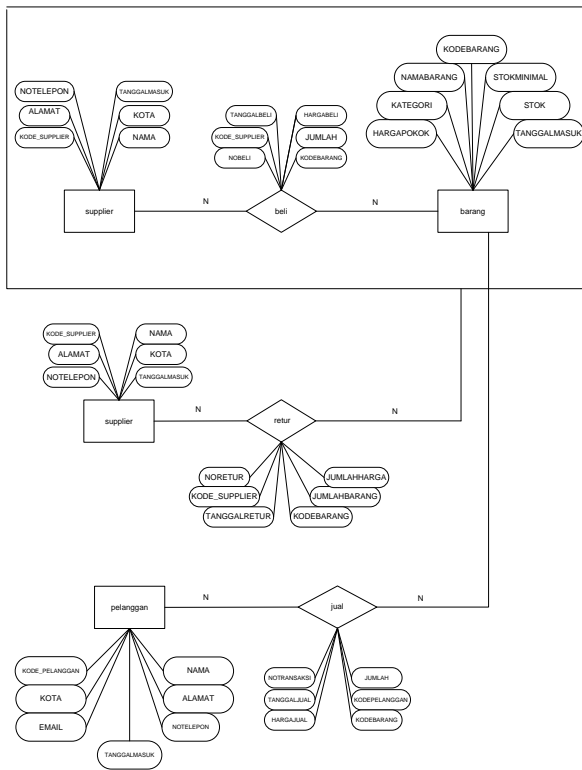 KODEBARANG
NAMABARANG STOKMINIMAL
KATEGORI STOK
HARGAPOKOK TANGGALMASUK
NOTELEPON TANGGALMASUK
ALAMAT KOTA
KODE_SUPPLIER NAMA
TANGGALBELI HARGABELI
KODE_SUPPLIER JUMLAH
NOBELI KODEBARANG
supplier N beli N barang
KODE_SUPPLIER NAMA
ALAMAT KOTA
NOTELEPON TANGGALMASUK
supplier N retur N
NORETUR JUMLAHHARGA
KODE_SUPPLIER JUMLAHBARANG
TANGGALRETUR KODEBARANG
pelanggan N jual N
KODE_PELANGGAN NAMA
KOTA ALAMAT
EMAIL NOTELEPON
TANGGALMASUK
NOTRANSAKSI JUMLAH
TANGGALJUAL KODEPELANGGAN
HARGAJUAL KODEBARANG